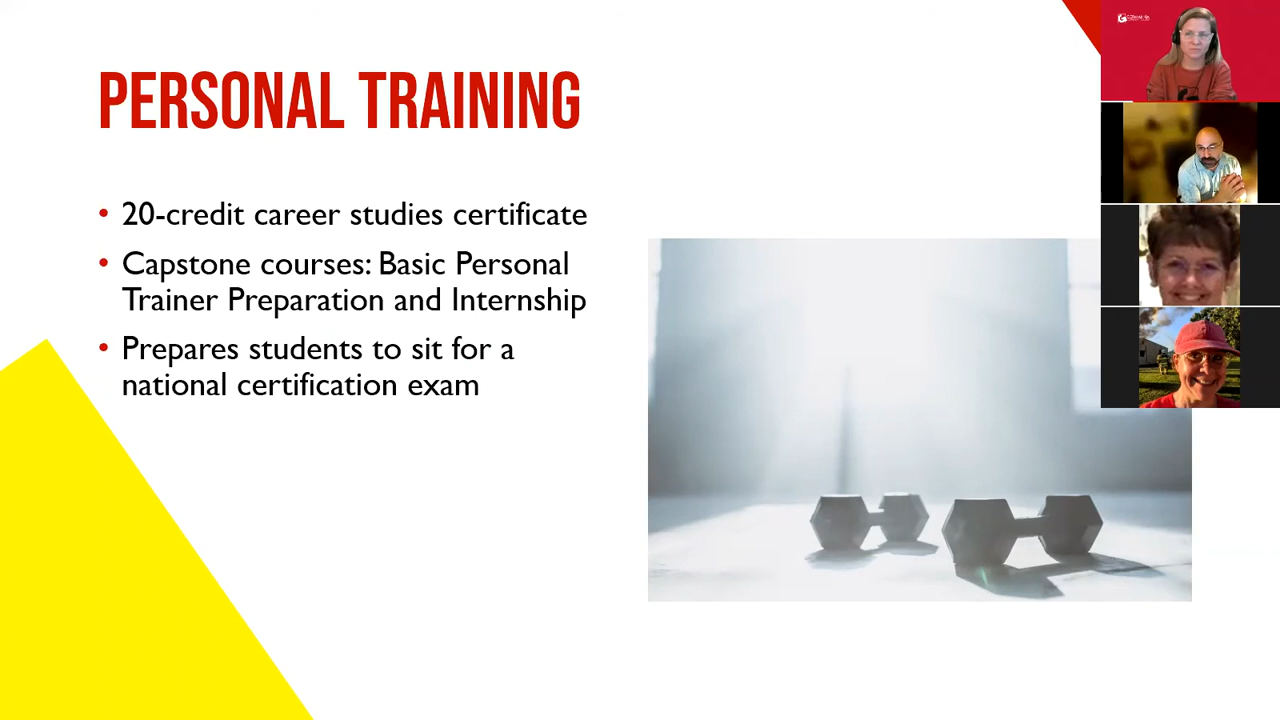 PERSONAL TRAINING
• 20-credit career studies certificate
• Capstone courses: Basic Personal
Trainer Preparation and Internship
• Prepares students to sit for a
national certification exam